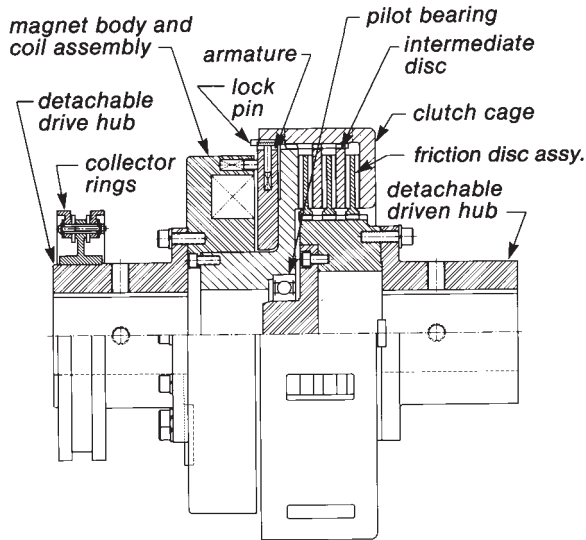 magnet body and
coil assembly
armature
lock
pin
detachable
drive hub
collector
rings
pilot bearing
intermediate
disc
clutch cage
friction disc assy.
detachable
driven hub